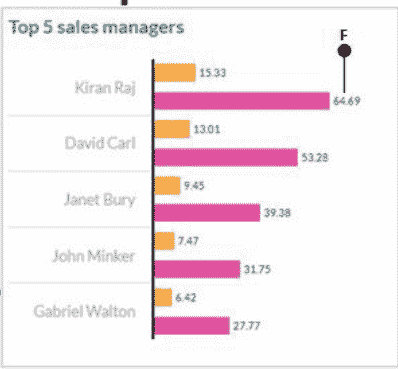 Top 5 sales managers
F
Kiran Raj
15.33
64.69
David Carl
13.01
53.28
Janet Bury
9.45
39.38
John Minker
7.47
31.75
Gabriel Walton
6.42
27.77